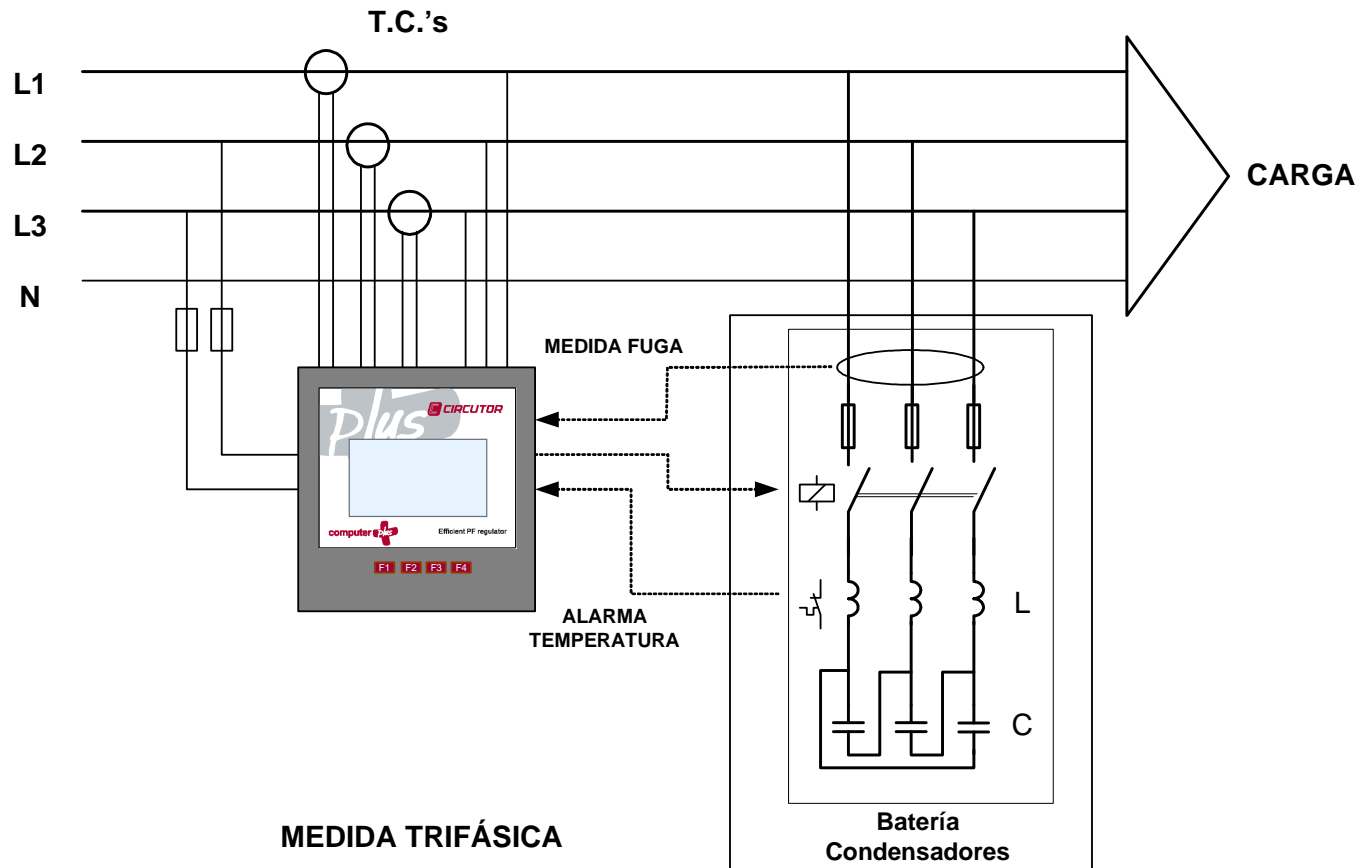 T.C.'s
L1
L2
CARGA
L3
N
MEDIDA FUGA
plus
CIRCUTOR
computer plus
Efficient PF regulator
F1 F2 F3 F4
ALARMA
TEMPERATURA
L
C
MEDIDA TRIFÁSICA
Batería
Condensadores